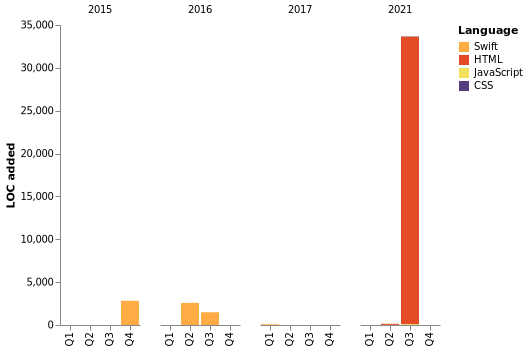 2015 2016 2017 2021
Language
Swift
HTML
JavaScript
CSS
LOC added
35,000
30,000
25,000
20,000
15,000
10,000
5,000
0
Q1 Q2 Q3 Q4 Q1 Q2 Q3 Q4 Q1 Q2 Q3 Q4 Q1 Q2 Q3 Q4